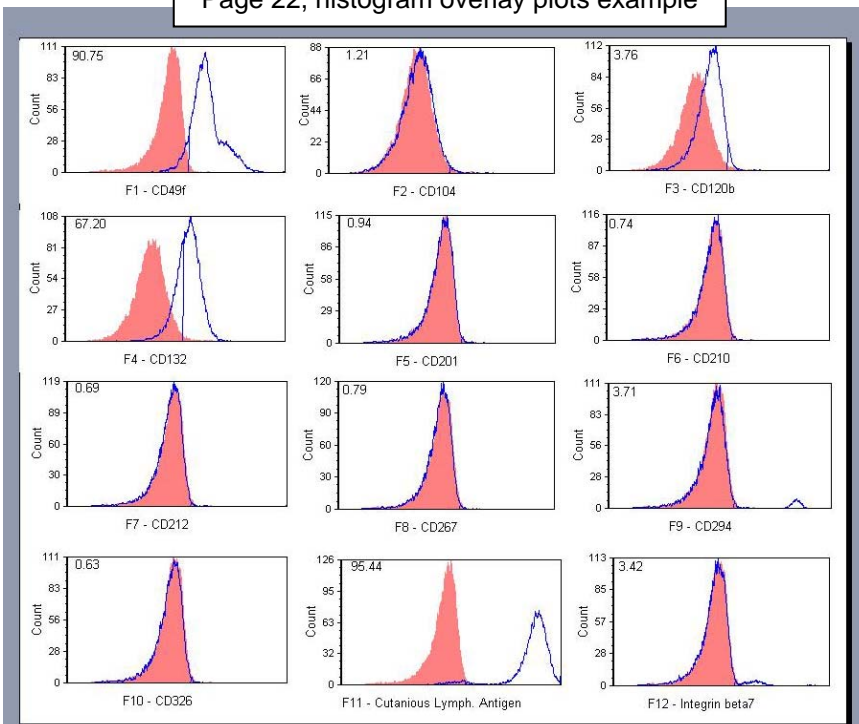 Page 22, histogram overlay plots example
111
90.75
83
56
28
0
Count
F1 - CD49f
88
1.21
66
44
22
0
Count
F2 - CD104
112
3.76
84
56
28
0
Count
F3 - CD120b
108
67.20
81
54
27
0
Count
F4 - CD132
115
0.94
86
58
29
0
Count
F5 - CD201
116
0.74
87
58
29
0
Count
F6 - CD210
119
0.69
89
60
30
0
Count
F7 - CD212
120
0.79
90
60
30
0
Count
F8 - CD267
111
3.71
83
56
28
0
Count
F9 - CD294
111
0.63
83
56
28
0
Count
F10 - CD326
126
95.44
95
63
32
0
Count
F11 - Cutanious Lymph. Antigen
113
3.42
85
57
28
0
Count
F12 - Integrin beta7